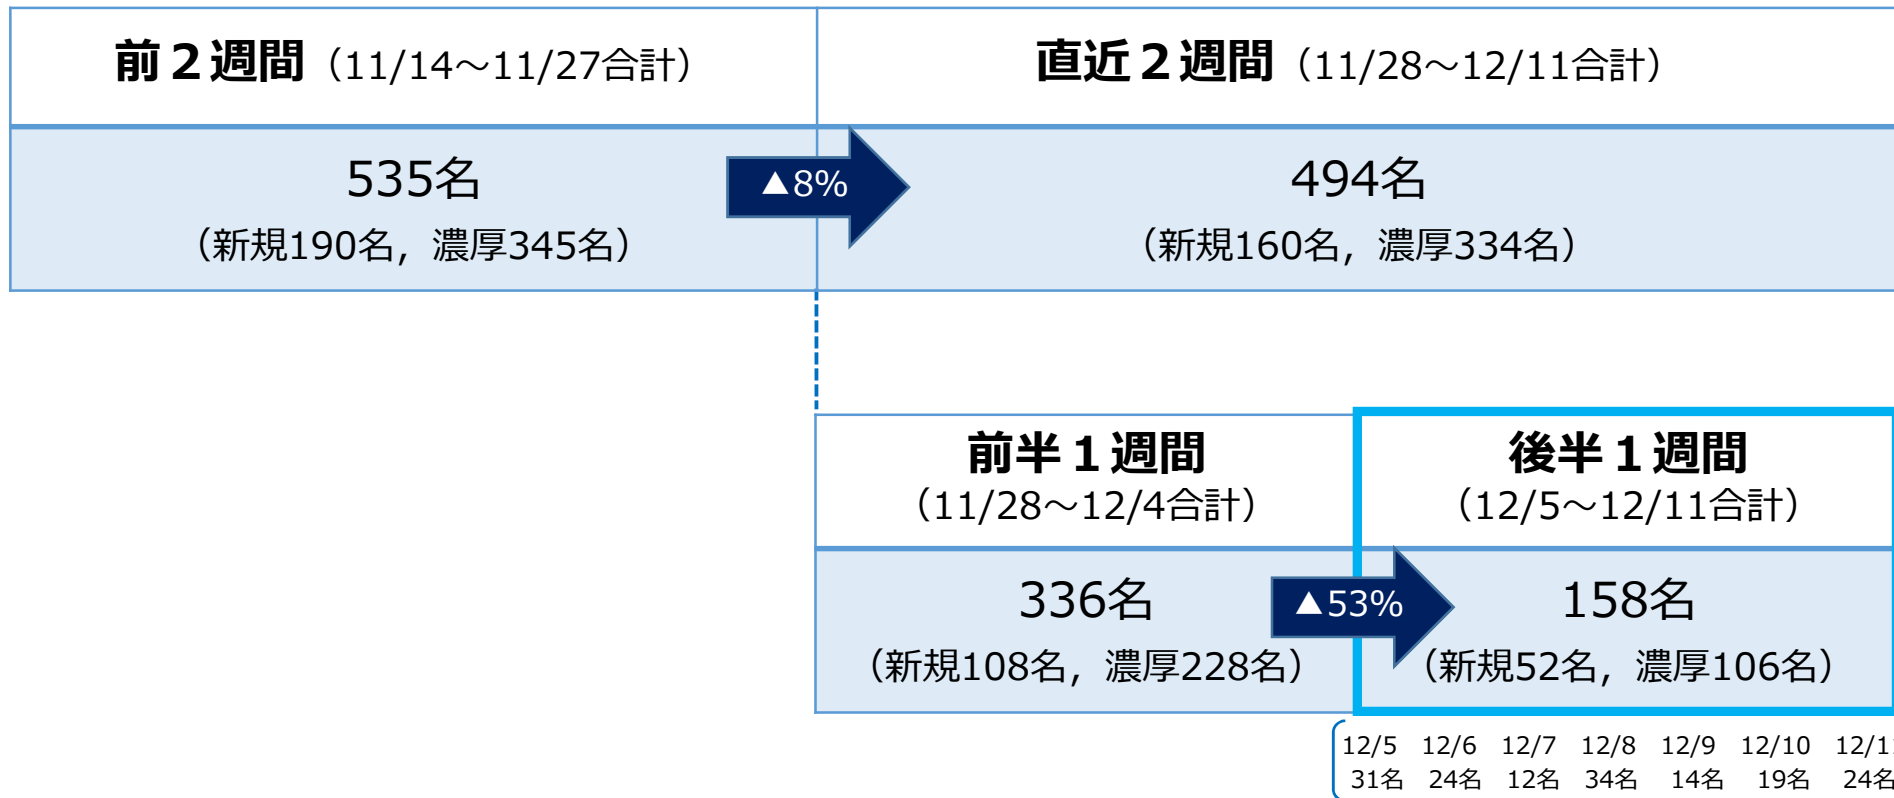 前２週間（11/14～11/27合計）
直近２週間（11/28～12/11合計）
535名
（新規190名，濃厚345名）
▲8%
494名
（新規160名，濃厚334名）
前半１週間
（11/28～12/4合計）
後半１週間
（12/5～12/11合計）
336名
（新規108名，濃厚228名）
▲53%
158名
（新規52名，濃厚106名）
12/5 12/6 12/7 12/8 12/9 12/10 12/11
31名 24名 12名 34名 14名 19名 24名